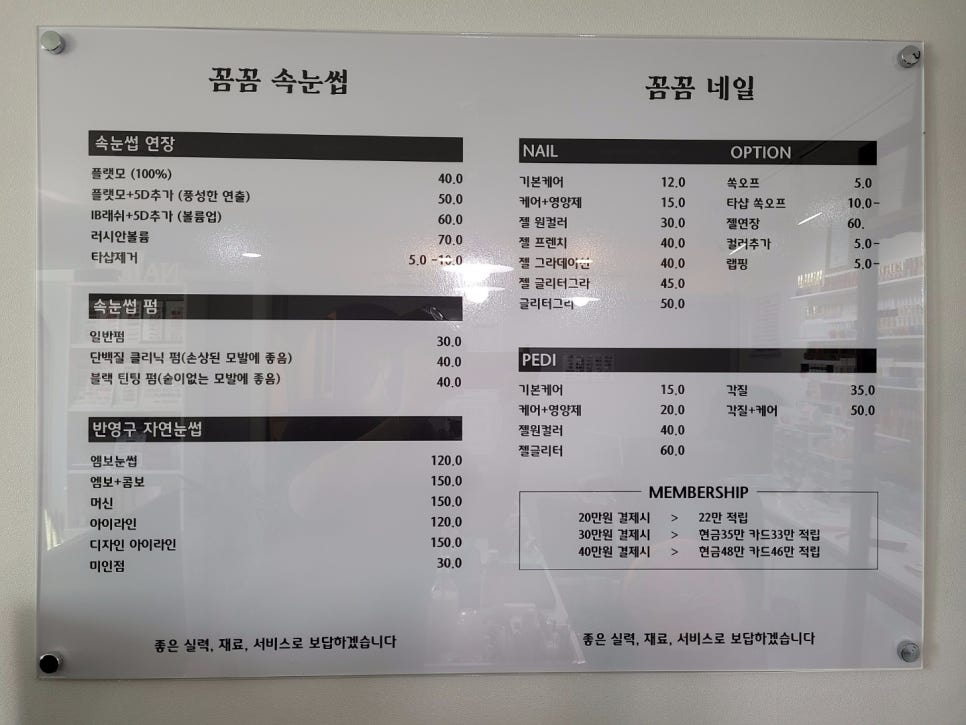 꼼꼼 속눈썹
속눈썹 연장
플랫모 (100%) 40.0
플랫모+5D추가 (풍성한 연출) 50.0
IB래쉬+5D추가 (볼륨업) 60.0
러시안볼륨 70.0
타샵제거 5.0 -10.0
속눈썹 펌
일반펌 30.0
단백질 클리닉 펌(손상된 모발에 좋음) 40.0
블랙 틴팅 펌(숱이없는 모발에 좋음) 40.0
반영구 자연눈썹
엠보눈썹 120.0
엠보+콤보 150.0
머신 150.0
아이라인 120.0
디자인 아이라인 150.0
미인점 30.0
좋은 실력, 재료, 서비스로 보답하겠습니다
꼼꼼 네일
NAIL OPTION
기본케어 12.0 쏙오프 5.0
케어+영양제 15.0 타샵 쏙오프 10.0-
젤 원컬러 30.0 젤연장 60.
젤 프렌치 40.0 컬러추가 5.0-
젤 그라데이션 40.0 랩핑 5.0-
젤 글리터그라 45.0
글리터그라 50.0
PEDI
기본케어 15.0 각질 35.0
케어+영양제 20.0 각질+케어 50.0
젤원컬러 40.0
젤글리터 60.0
MEMBERSHIP
20만원 결제시 > 22만 적립
30만원 결제시 > 현금35만 카드33만 적립
40만원 결제시 > 현금48만 카드46만 적립
좋은 실력, 재료, 서비스로 보답하겠습니다